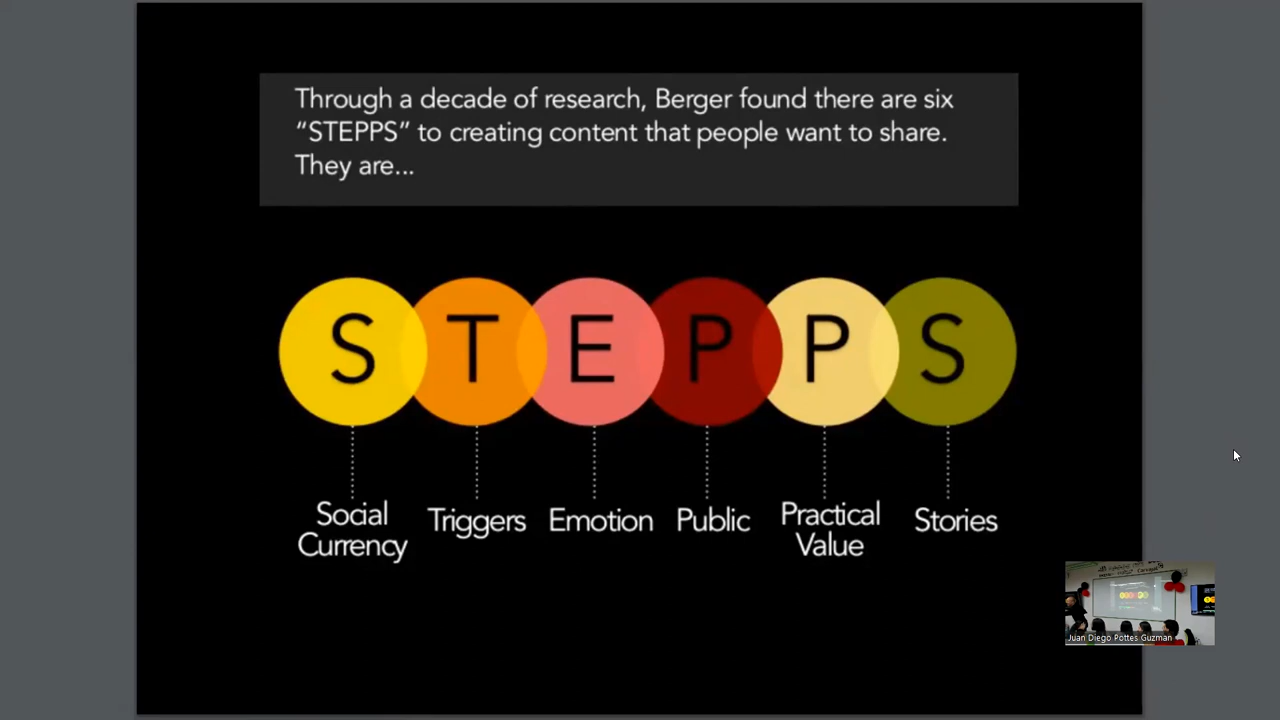 Through a decade of research, Berger found there are six
“STEPPS” to creating content that people want to share.
They are...
S T E P P S
Social Currency
Triggers
Emotion
Public
Practical Value
Stories
Juan Diego Pottes Guzman